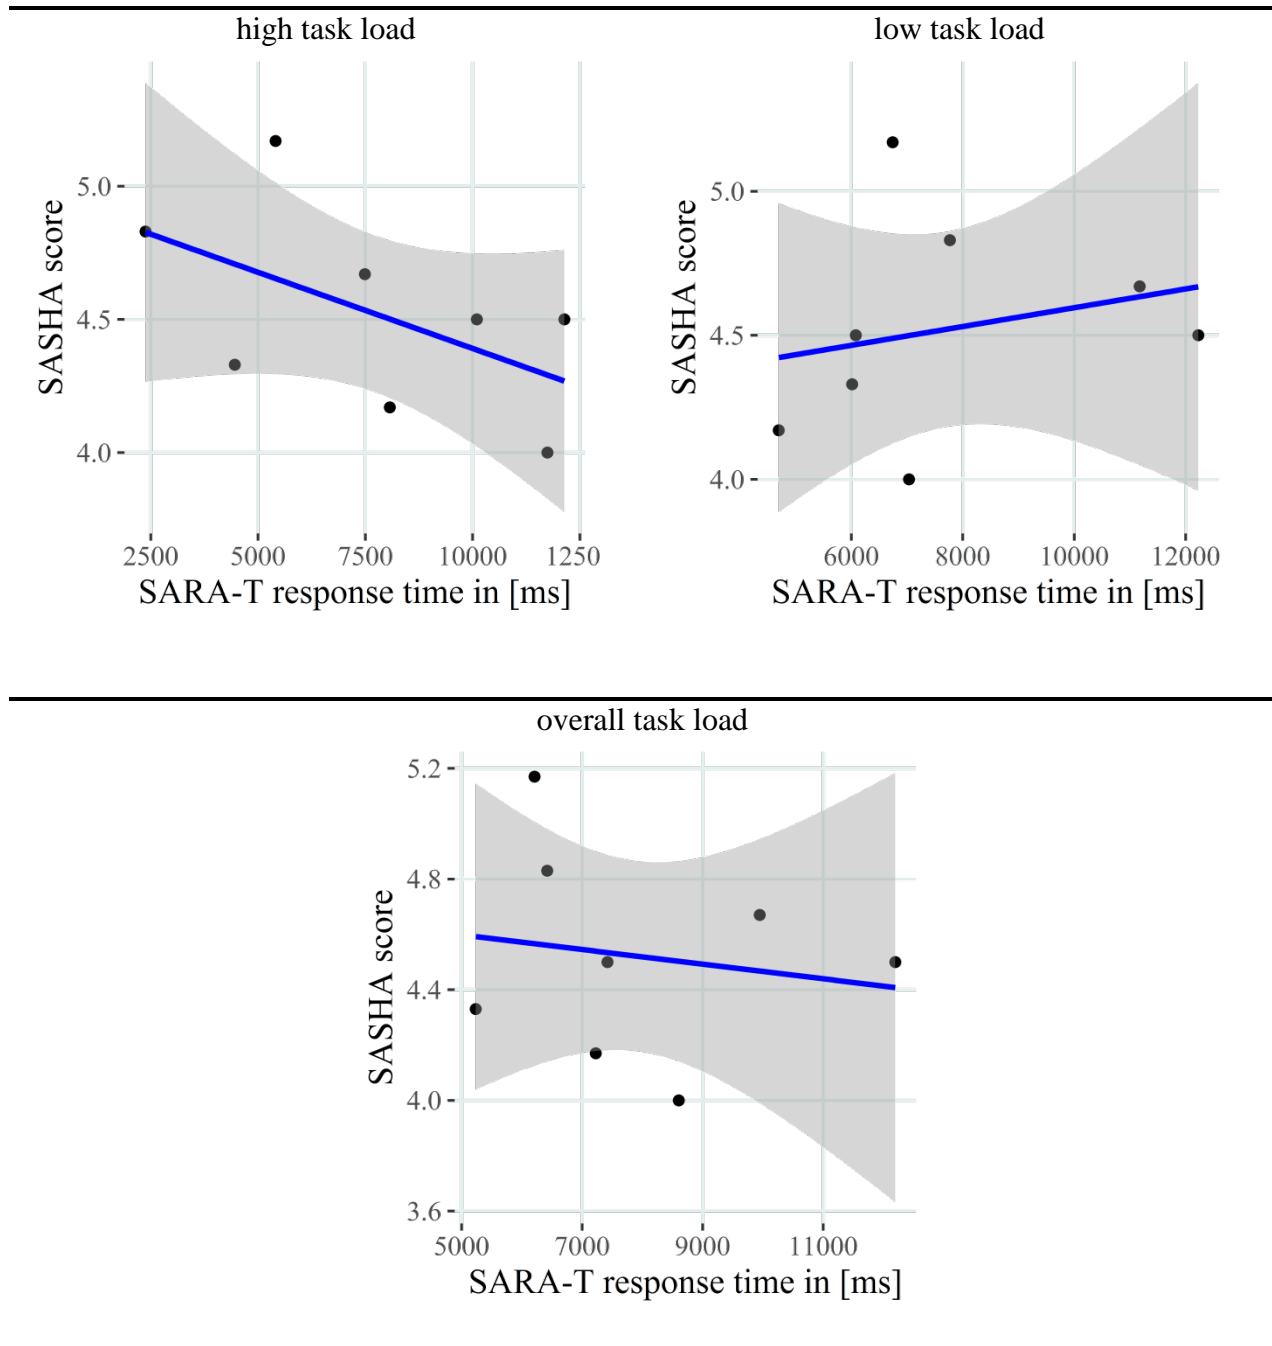 high task load
low task load
SASHA score
5.0
4.5
4.0
2500 5000 7500 10000 1250
SARA-T response time in [ms]
SASHA score
5.0
4.5
4.0
6000 8000 10000 12000
SARA-T response time in [ms]
overall task load
SASHA score
5.2
4.8
4.4
4.0
3.6
5000 7000 9000 11000
SARA-T response time in [ms]